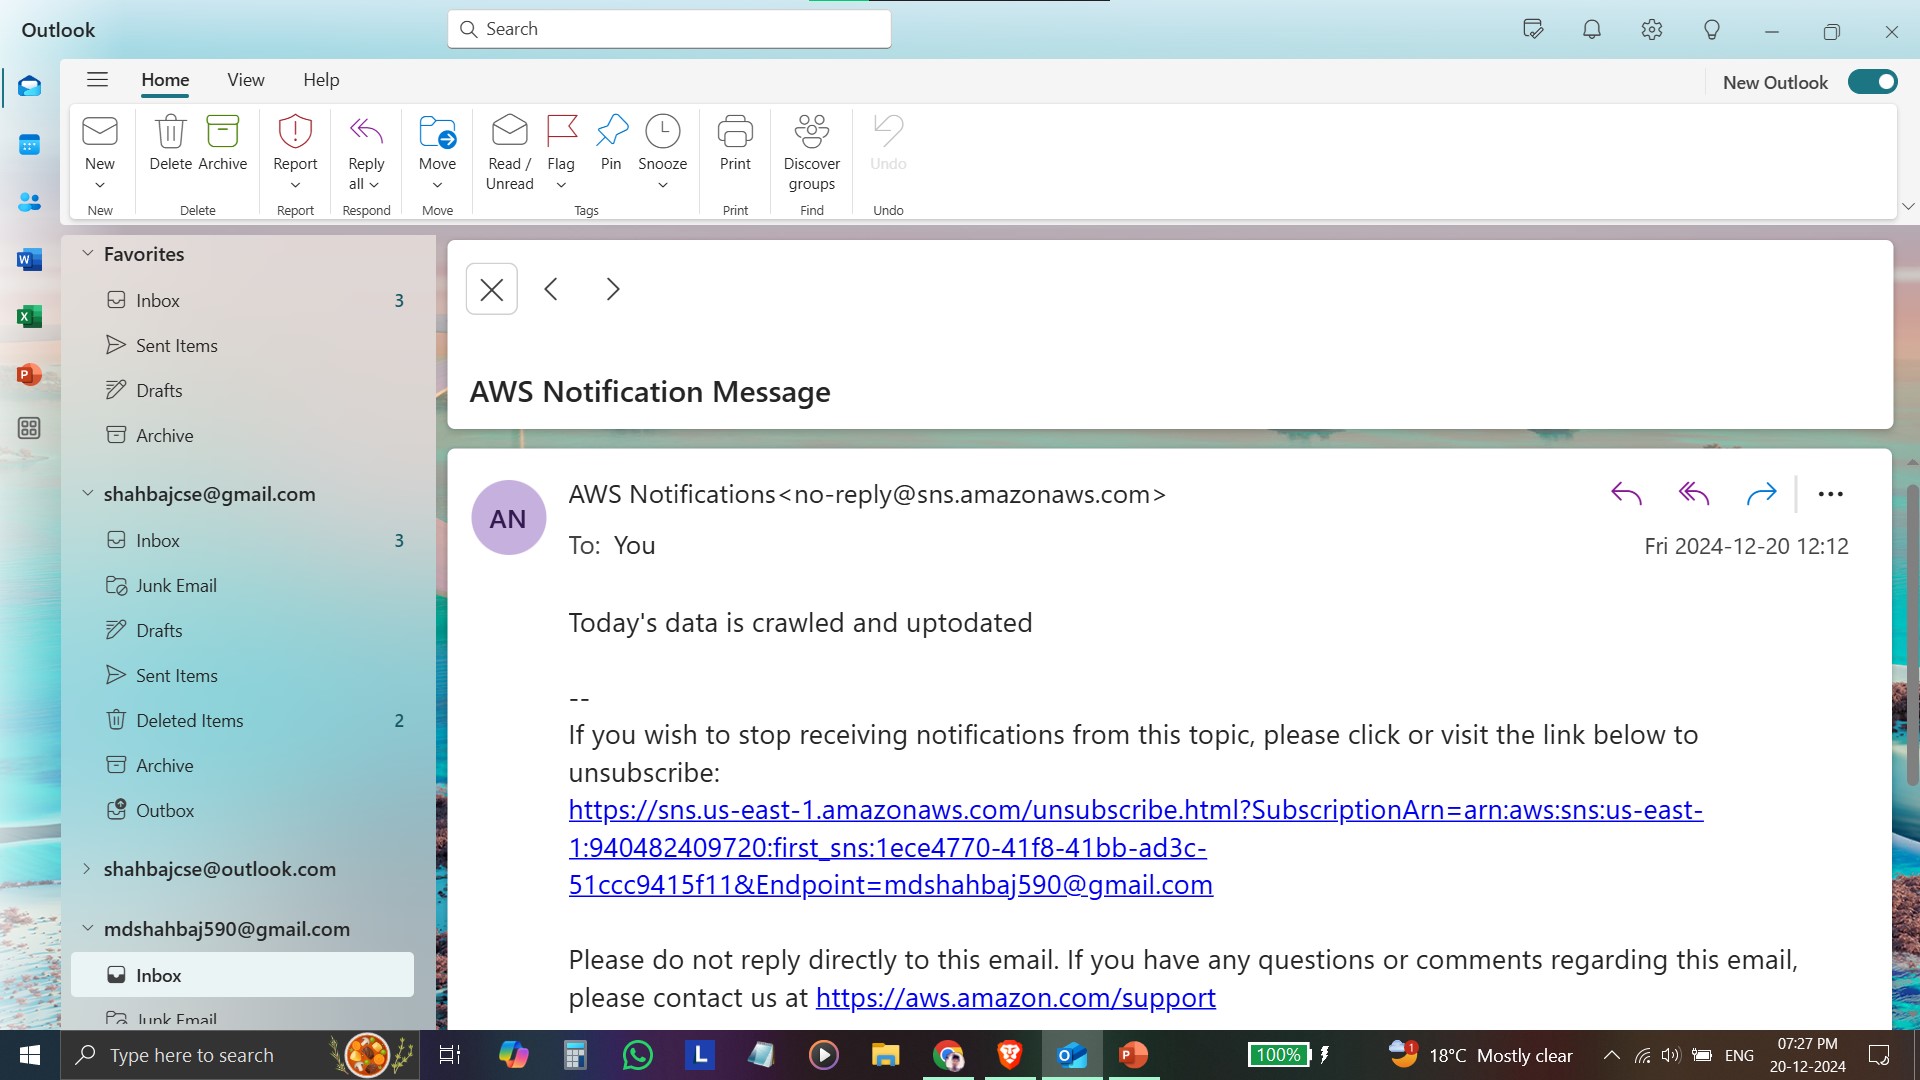 Outlook
Search
Home View Help
New Outlook
New
Delete
Archive
Report
Reply all
Move
Read / Unread
Flag
Pin
Snooze
Print
Discover groups
Undo
New
Delete
Report
Respond
Move
Tags
Print
Find
Undo
Favorites
Inbox 3
Sent Items
Drafts
Archive
shahbajcse@gmail.com
Inbox 3
Junk Email
Drafts
Sent Items
Deleted Items 2
Archive
Outbox
shahbajcse@outlook.com
mdshahbaj590@gmail.com
Inbox
Junk Email
AWS Notification Message
AN
AWS Notifications<no-reply@sns.amazonaws.com>
To: You
Fri 2024-12-20 12:12
Today's data is crawled and uptodated
--
If you wish to stop receiving notifications from this topic, please click or visit the link below to
unsubscribe:
https://sns.us-east-1.amazonaws.com/unsubscribe.html?SubscriptionArn=arn:aws:sns:us-east-
1:940482409720:first_sns:1ece4770-41f8-41bb-ad3c-
51ccc9415f11&Endpoint=mdshahbaj590@gmail.com
Please do not reply directly to this email. If you have any questions or comments regarding this email,
please contact us at https://aws.amazon.com/support
Type here to search
L
100%
1
18°C Mostly clear
ENG
07:27 PM
20-12-2024